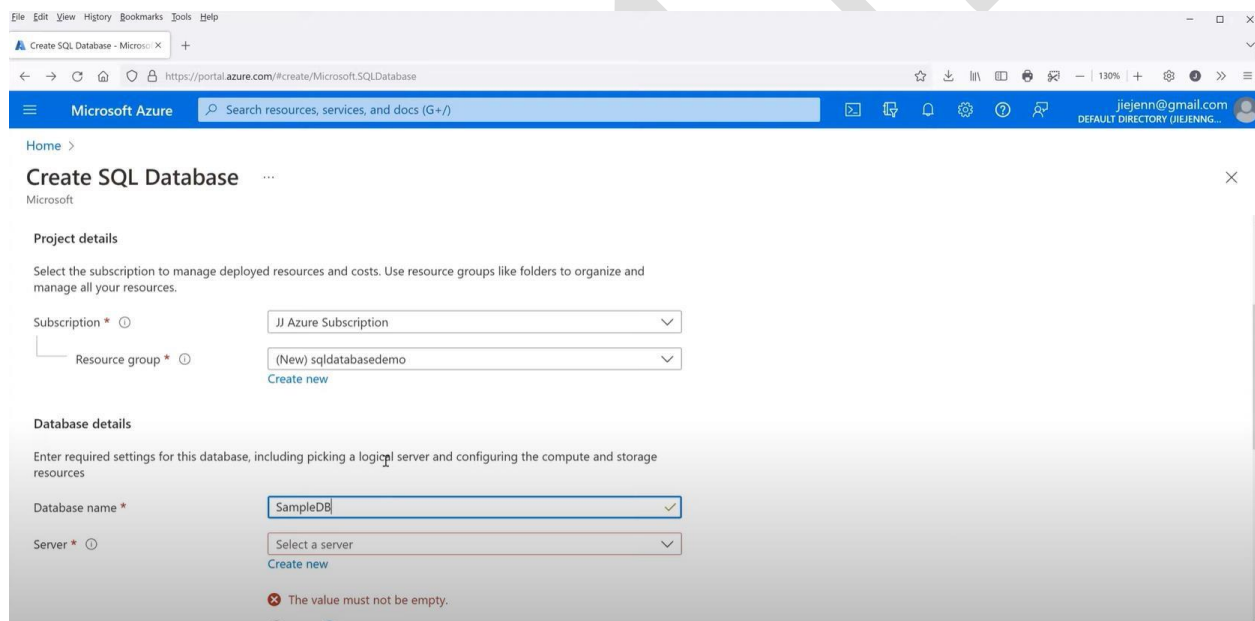 File Edit View History Bookmarks Tools Help
Create SQL Database - Microso
https://portal.azure.com/#create/Microsoft.SQLDatabase
130%
Microsoft Azure
Search resources, services, and docs (G+/)
jiejenn@gmail.com
DEFAULT DIRECTORY (JIEJENNG...
Home >
Create SQL Database ...
Microsoft
Project details
Select the subscription to manage deployed resources and costs. Use resource groups like folders to organize and
manage all your resources.
Subscription *
JJ Azure Subscription
Resource group *
(New) sqldatabasedemo
Create new
Database details
Enter required settings for this database, including picking a logical server and configuring the compute and storage
resources
Database name *
SampleDB
Server *
Select a server
Create new
The value must not be empty.